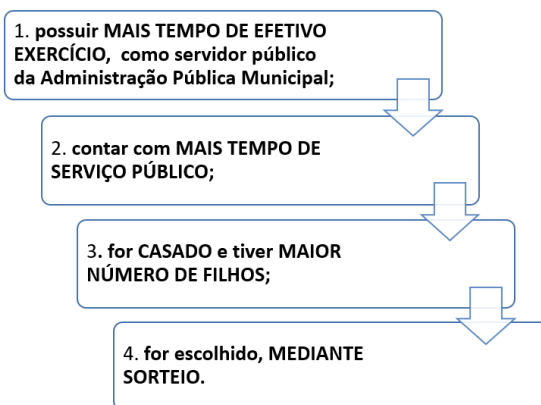 1. possuir MAIS TEMPO DE EFETIVO
EXERCÍCIO, como servidor público
da Administração Pública Municipal;
2. contar com MAIS TEMPO DE
SERVIÇO PÚBLICO;
3. for CASADO e tiver MAIOR
NÚMERO DE FILHOS;
4. for escolhido, MEDIANTE
SORTEIO.